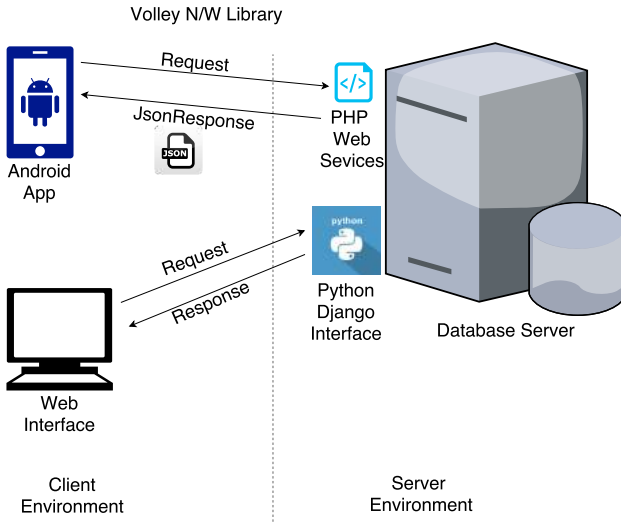 Volley N/W Library
Request
JsonResponse
JSON
</>
Android
App
PHP
Web
Sevices
Request
Response
python
Python
Django
Interface
Database Server
Web
Interface
Client
Environment
Server
Environment